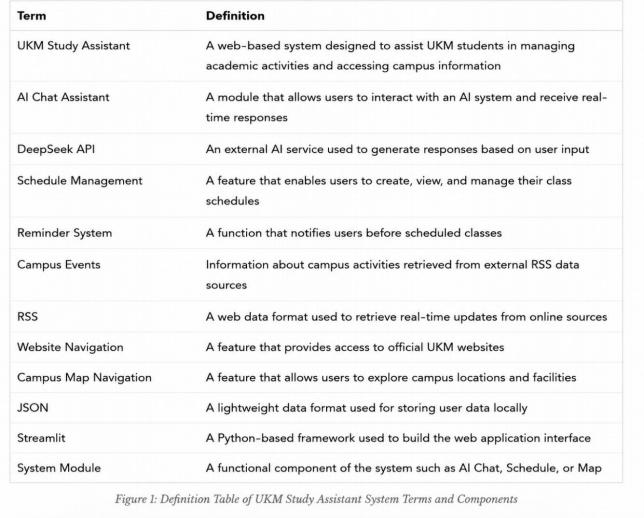 Term Definition
UKM Study Assistant A web-based system designed to assist UKM students in managing
academic activities and accessing campus information
AI Chat Assistant A module that allows users to interact with an AI system and receive real-
time responses
DeepSeek API An external AI service used to generate responses based on user input
Schedule Management A feature that enables users to create, view, and manage their class
schedules
Reminder System A function that notifies users before scheduled classes
Campus Events Information about campus activities retrieved from external RSS data
sources
RSS A web data format used to retrieve real-time updates from online sources
Website Navigation A feature that provides access to official UKM websites
Campus Map Navigation A feature that allows users to explore campus locations and facilities
JSON A lightweight data format used for storing user data locally
Streamlit A Python-based framework used to build the web application interface
System Module A functional component of the system such as AI Chat, Schedule, or Map
Figure 1: Definition Table of UKM Study Assistant System Terms and Components